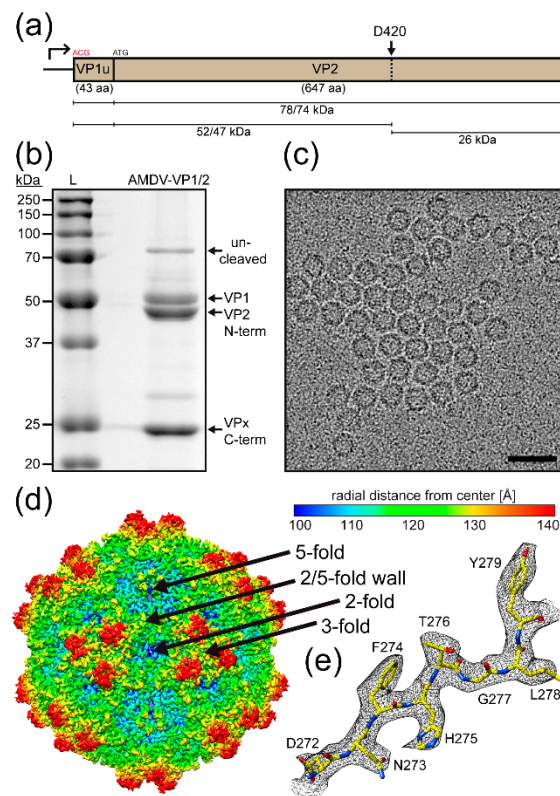 (a)
D420
ACG
ATG
VP1u
VP2
(43 aa)
(647 aa)
78/74 kDa
52/47 kDa
26 kDa
(b)
kDa
L
AMDV-VP1/2
250
150
100
70
50
37
25
20
un-
cleaved
VP1
VP2
N-term
VPx
C-term
(c)
(d)
radial distance from center [Å]
100 110 120 130 140
5-fold
2/5-fold wall
2-fold
3-fold
(e)
Y279
T276
F274
G277
L278
H275
D272
N273